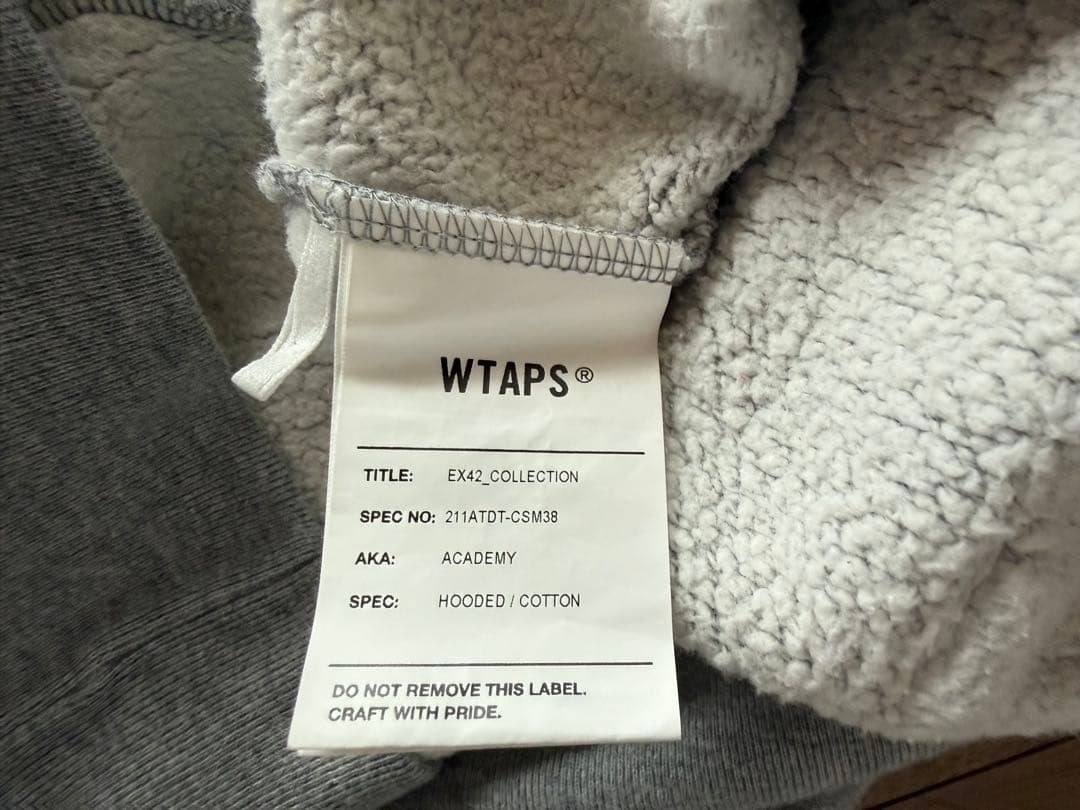 WTAPS®
TITLE: EX42_COLLECTION
SPEC NO: 211ATDT-CSM38
AKA: ACADEMY
SPEC: HOODED / COTTON
DO NOT REMOVE THIS LABEL.
CRAFT WITH PRIDE.